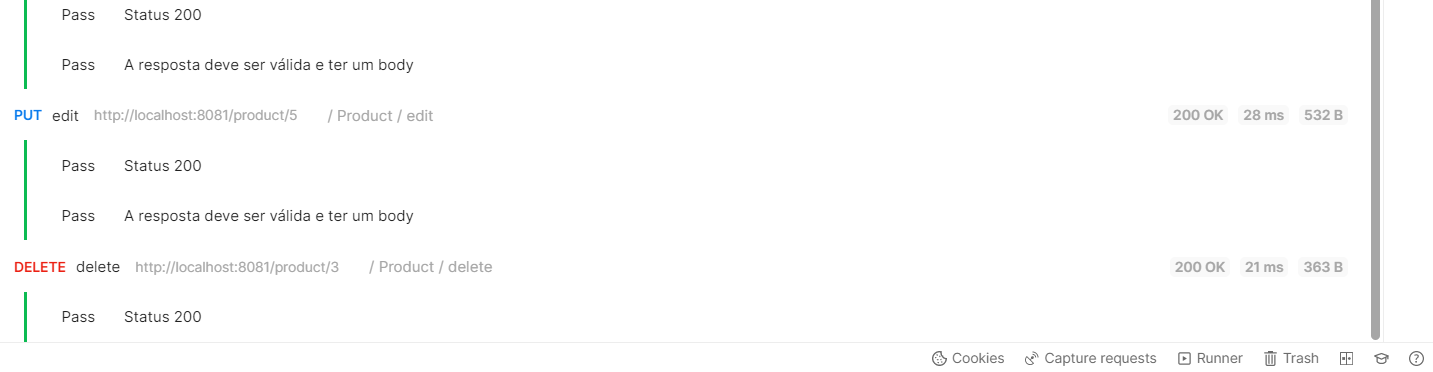 Pass Status 200
Pass A resposta deve ser válida e ter um body
PUT edit http://localhost:8081/product/5 / Product / edit 200 OK 28 ms 532 B
Pass Status 200
Pass A resposta deve ser válida e ter um body
DELETE delete http://localhost:8081/product/3 / Product / delete 200 OK 21 ms 363 B
Pass Status 200
Cookies Capture requests Runner Trash